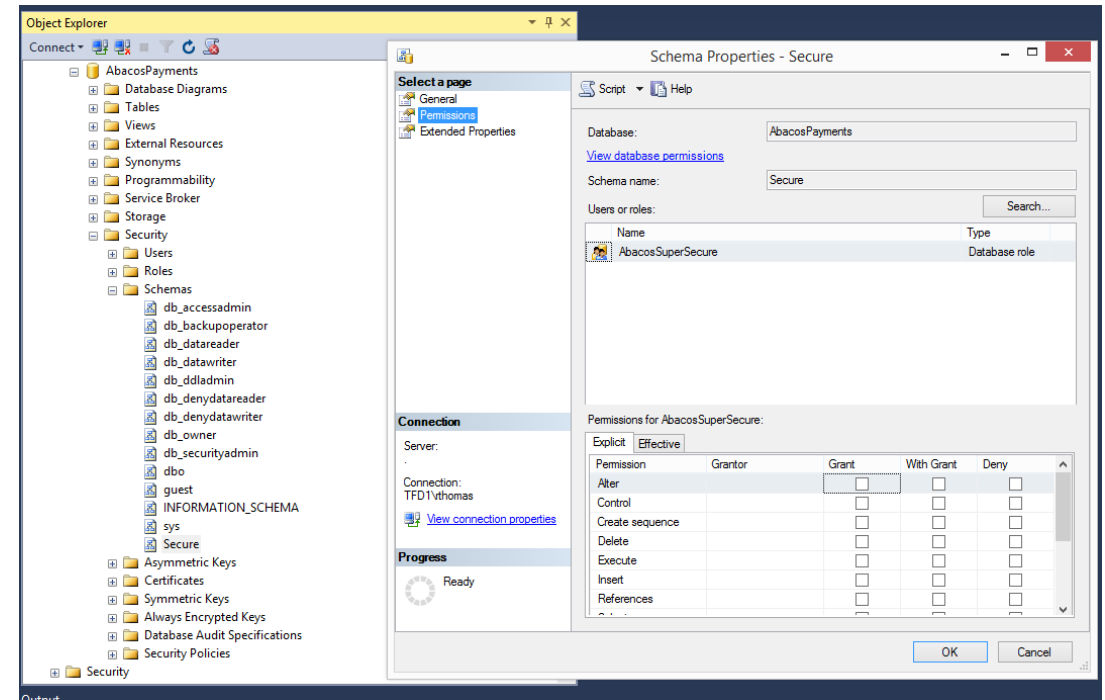 Object Explorer
Connect
AbacosPayments
Database Diagrams
Tables
Views
External Resources
Synonyms
Programmability
Service Broker
Storage
Security
Users
Roles
Schemas
db_accessadmin
db_backupoperator
db_datareader
db_datawriter
db_ddladmin
db_denydatareader
db_denydatawriter
db_owner
db_securityadmin
dbo
guest
INFORMATION_SCHEMA
sys
Secure
Asymmetric Keys
Certificates
Symmetric Keys
Always Encrypted Keys
Database Audit Specifications
Security Policies
Security
Output
Schema Properties - Secure
Select a page
General
Permissions
Extended Properties
Connection
Server:
.
Connection:
TFD1\rthomas
View connection properties
Progress
Ready
Script Help
Database: AbacosPayments
View database permissions
Schema name: Secure
Users or roles: Search...
Name Type
AbacosSuperSecure Database role
Permissions for AbacosSuperSecure:
Explicit Effective
Permission Grantor Grant With Grant Deny
Alter
Control
Create sequence
Delete
Execute
Insert
References
OK Cancel